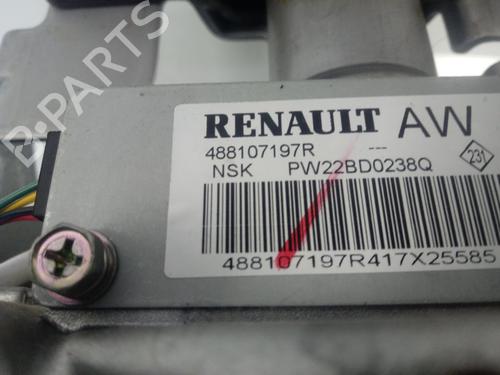 RENAULT AW
488107197R ---
NSK PW22BD0238Q
231
488107197R417X25585
B-PARTS